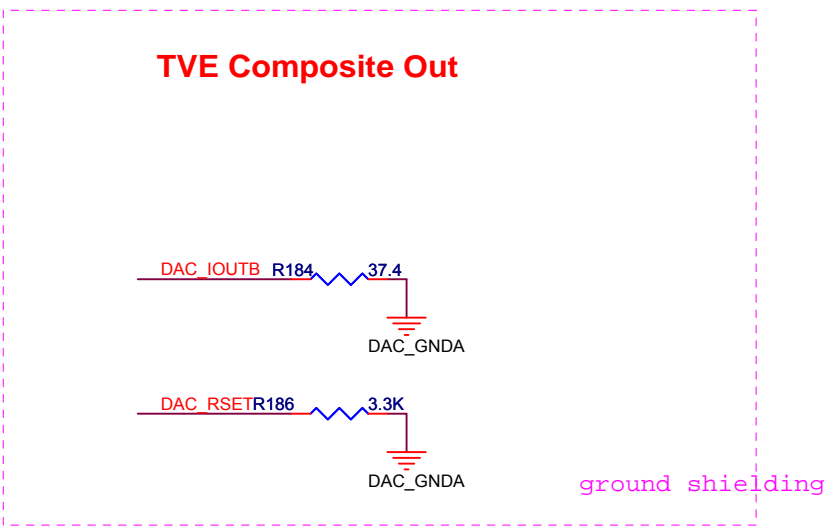 TVE Composite Out
DAC_IOUTB R184 37.4
DAC_GNDA
DAC_RSET R186 3.3K
DAC_GNDA
ground shielding